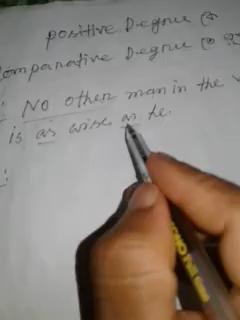 positive Degree
Comparative Degree
No other man in the
is as wise as he.